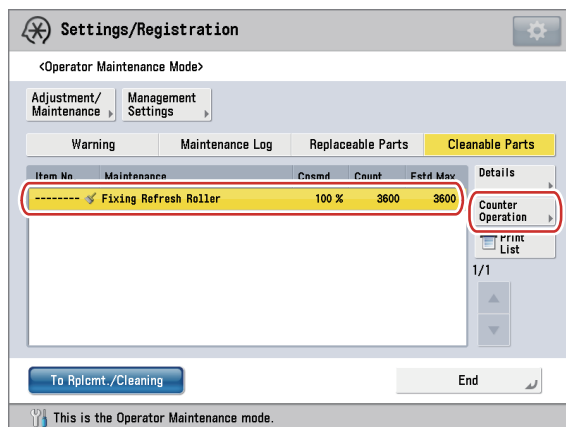 Settings/Registration
<Operator Maintenance Mode>
Adjustment/
Maintenance
Management
Settings
Warning Maintenance Log Replaceable Parts Cleanable Parts
Item No. Maintenance Cnsmd Count Estd Max
-------- Fixing Refresh Roller 100 % 3600 3600
Details
Counter
Operation
Print
List
1/1
To Rplcmt./Cleaning
End
This is the Operator Maintenance mode.